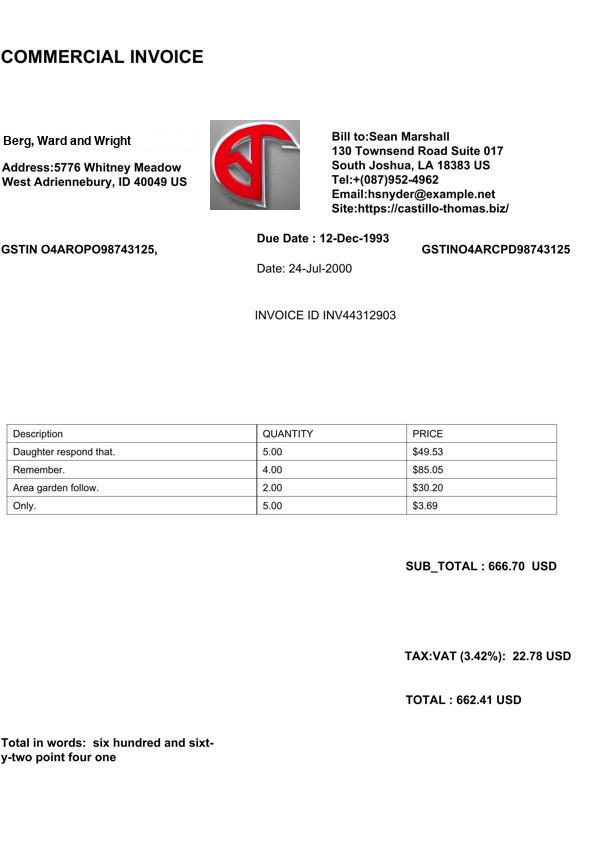 COMMERCIAL INVOICE
Berg, Ward and Wright
Address:5776 Whitney Meadow
West Adriennebury, ID 40049 US
Bill to:Sean Marshall
130 Townsend Road Suite 017
South Joshua, LA 18383 US
Tel:+(087)952-4962
Email:hsnyder@example.net
Site:https://castillo-thomas.biz/
GSTIN O4AROPO98743125,
Due Date : 12-Dec-1993
GSTINO4ARCPD98743125
Date: 24-Jul-2000
INVOICE ID INV44312903
Description QUANTITY PRICE
Daughter respond that. 5.00 $49.53
Remember. 4.00 $85.05
Area garden follow. 2.00 $30.20
Only. 5.00 $3.69
SUB_TOTAL : 666.70 USD
TAX:VAT (3.42%): 22.78 USD
TOTAL : 662.41 USD
Total in words: six hundred and sixt-
y-two point four one